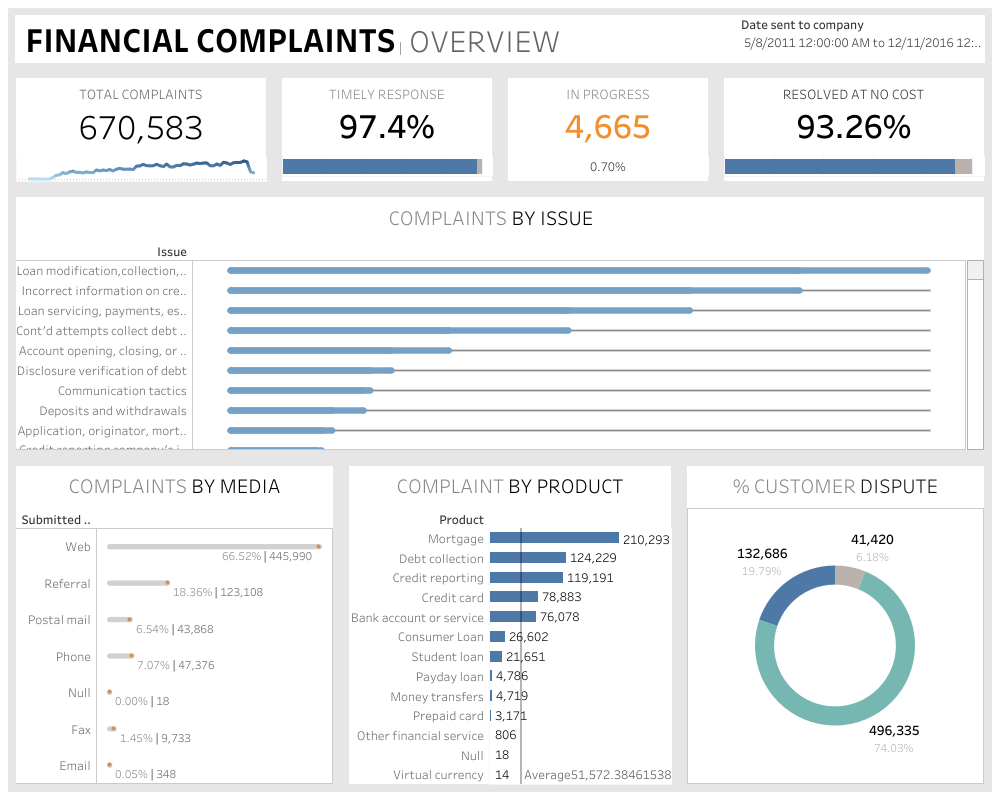 FINANCIAL COMPLAINTS | OVERVIEW
Date sent to company
5/8/2011 12:00:00 AM to 12/11/2016 12:..
TOTAL COMPLAINTS
670,583
TIMELY RESPONSE
97.4%
IN PROGRESS
4,665
0.70%
RESOLVED AT NO COST
93.26%
COMPLAINTS BY ISSUE
Issue
Loan modification,collection,..
Incorrect information on cre..
Loan servicing, payments, es..
Cont'd attempts collect debt ..
Account opening, closing, or ..
Disclosure verification of debt
Communication tactics
Deposits and withdrawals
Application, originator, mort..
Credit reporting company's i..
COMPLAINTS BY MEDIA
Submitted ..
Web
66.52% | 445,990
Referral
18.36% | 123,108
Postal mail
6.54% | 43,868
Phone
7.07% | 47,376
Null
0.00% | 18
Fax
1.45% | 9,733
Email
0.05% | 348
COMPLAINT BY PRODUCT
Product
Mortgage 210,293
Debt collection 124,229
Credit reporting 119,191
Credit card 78,883
Bank account or service 76,078
Consumer Loan 26,602
Student loan 21,651
Payday loan 4,786
Money transfers 4,719
Prepaid card 3,171
Other financial service 806
Null 18
Virtual currency 14 Average51,572.38461538
% CUSTOMER DISPUTE
41,420
6.18%
132,686
19.79%
496,335
74.03%